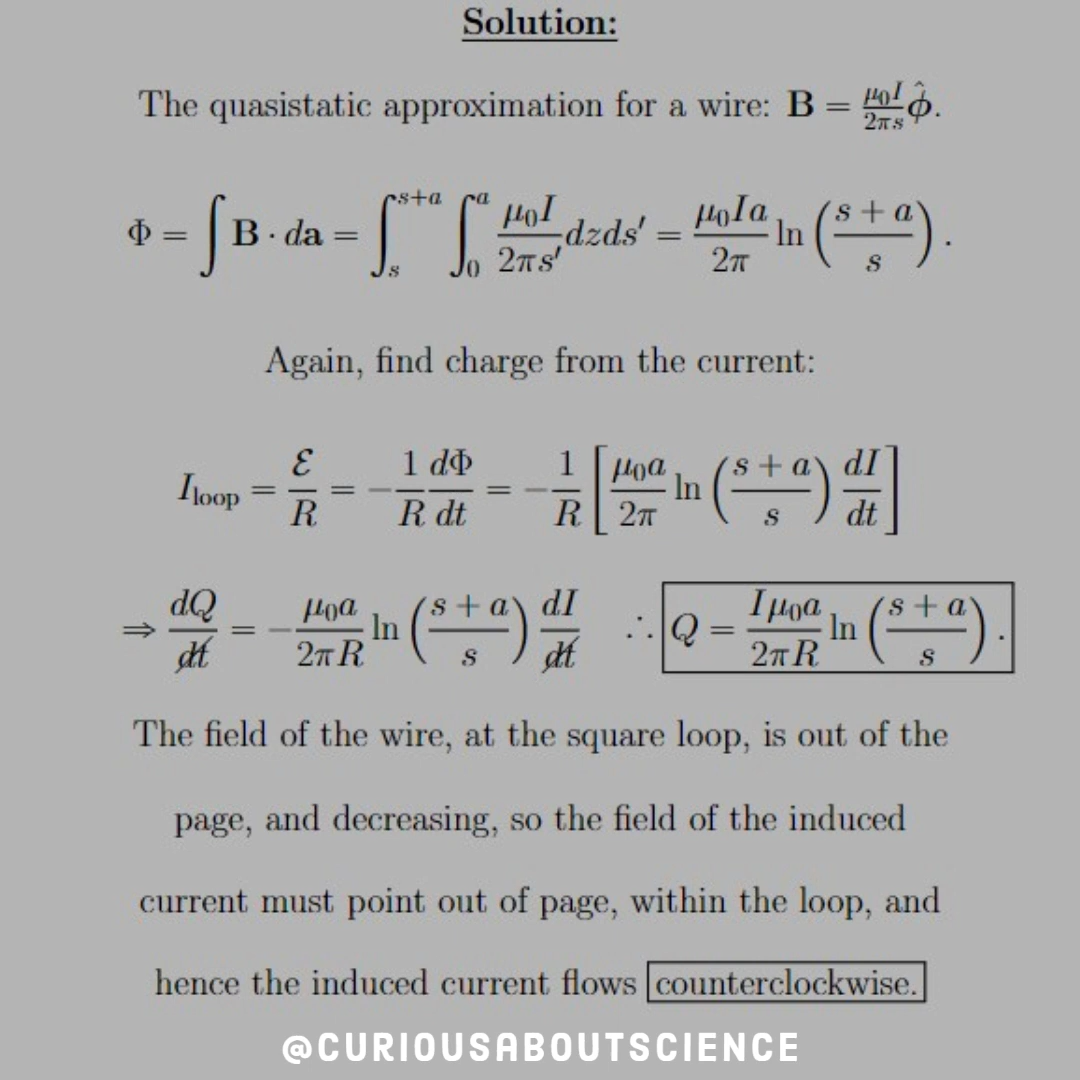 Solution:
The quasistatic approximation for a wire: B = μ₀I/2πs ϕ̂.
Φ = ∫ B · da = ∫ₛˢ⁺ᵃ ∫₀ᵃ μ₀I/2πs′ dzds′ = μ₀Ia/2π ln (s + a/s) .
Again, find charge from the current:
I_loop = ℰ/R = −1/R dΦ/dt = −1/R [μ₀a/2π ln (s + a/s) dI/dt]
⇒ dQ/dt = −μ₀a/2πR ln (s + a/s) dI/dt ∴ Q = Iμ₀a/2πR ln (s + a/s) .
The field of the wire, at the square loop, is out of the
page, and decreasing, so the field of the induced
current must point out of page, within the loop, and
hence the induced current flows counterclockwise.
@CURIOUSABOUTSCIENCE